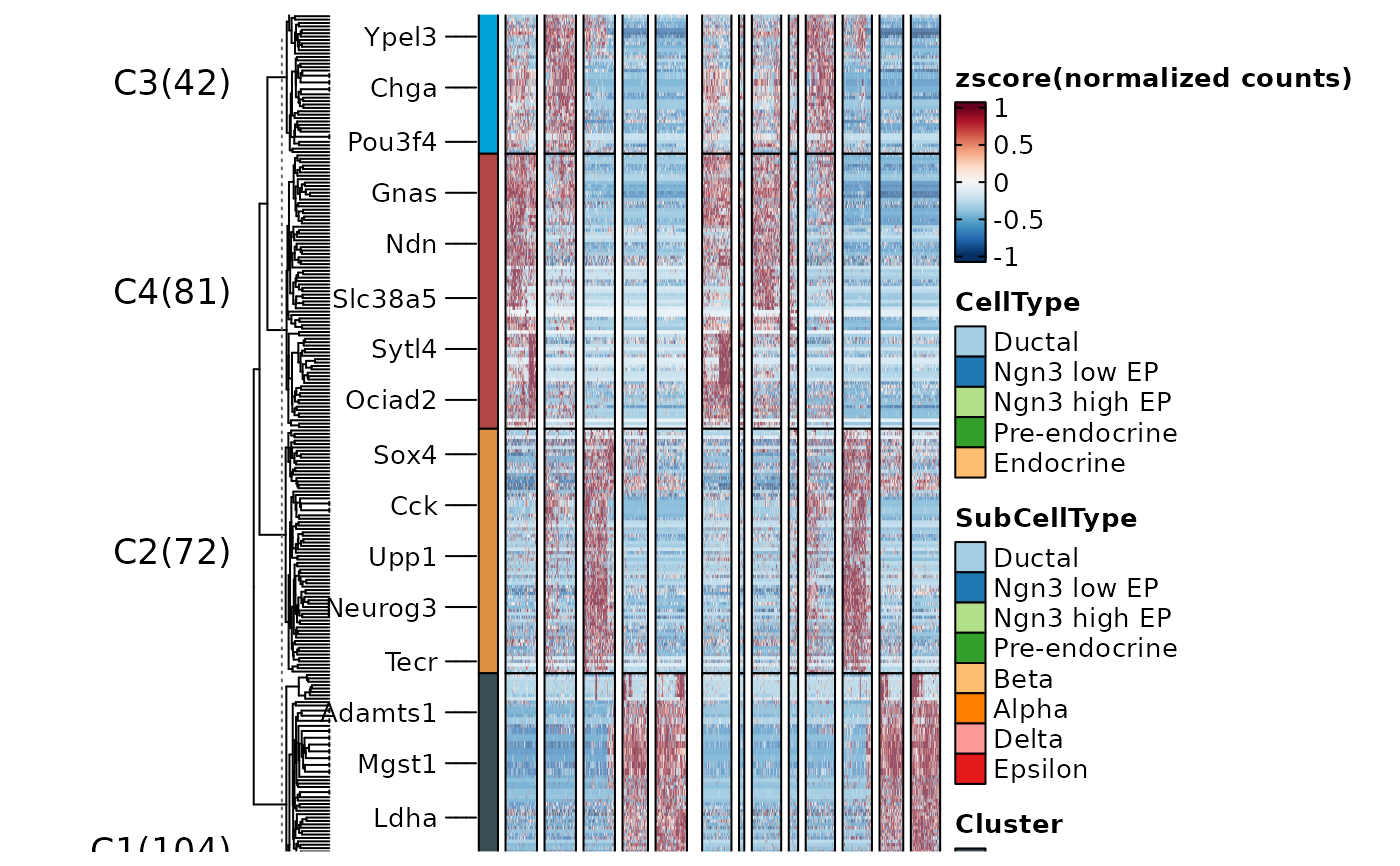 C3(42)
C4(81)
C2(72)
C1(104)
Ypel3
Chga
Pou3f4
Gnas
Ndn
Slc38a5
Sytl4
Ociad2
Sox4
Cck
Upp1
Neurog3
Tecr
Adamts1
Mgst1
Ldha
zscore(normalized counts)
1
0.5
0
-0.5
-1
CellType
Ductal
Ngn3 low EP
Ngn3 high EP
Pre-endocrine
Endocrine
SubCellType
Ductal
Ngn3 low EP
Ngn3 high EP
Pre-endocrine
Beta
Alpha
Delta
Epsilon
Cluster